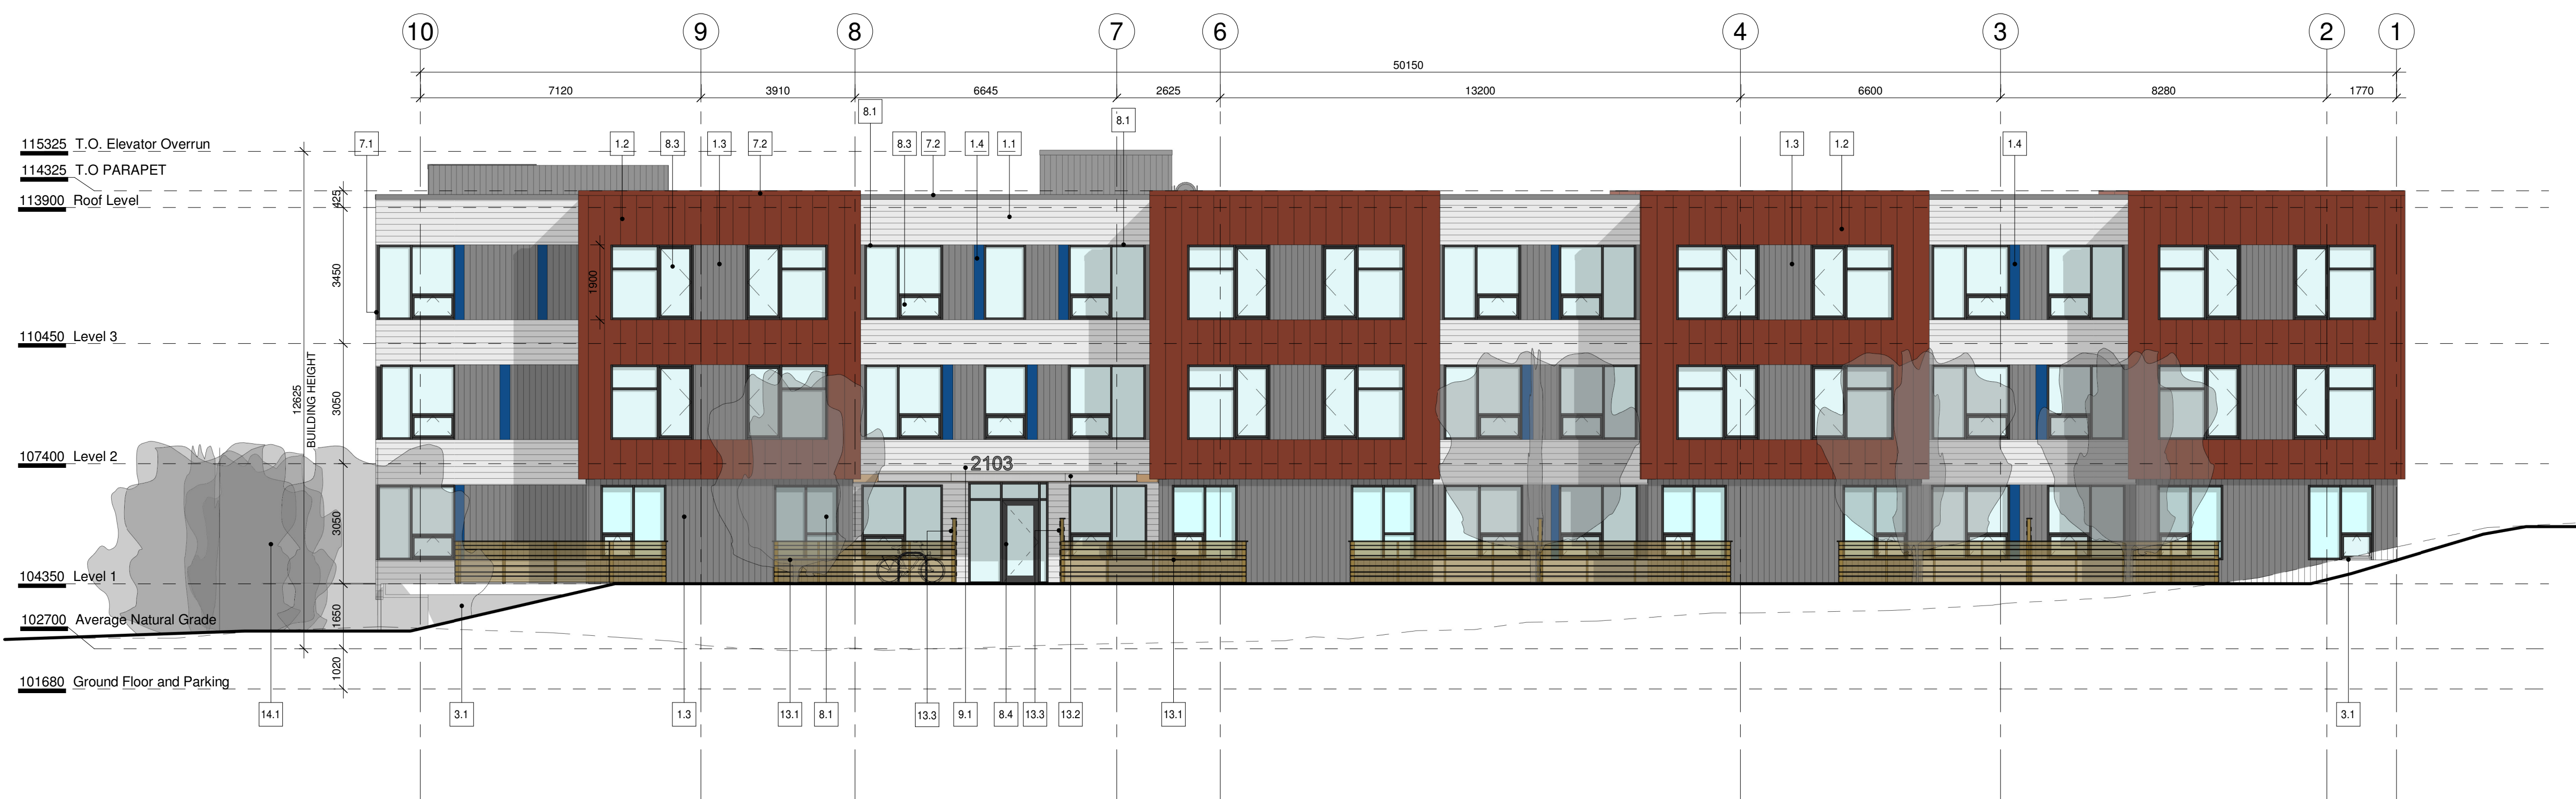 10 9 8 7 6 4 3 2 1
50150
7120 3910 6645 2625 13200 6600 8280 1770
8.1 8.1
7.1 1.2 8.3 1.3 7.2 8.3 7.2 1.4 1.1 1.3 1.2 1.4
115325 T.O. Elevator Overrun
114325 T.O PARAPET
113900 Roof Level
425
3450
1900
110450 Level 3
12625
BUILDING HEIGHT
3050
107400 Level 2
2103
3050
104350 Level 1
1650
102700 Average Natural Grade
1020
101680 Ground Floor and Parking
14.1 3.1 1.3 13.1 8.1 13.3 9.1 8.4 13.3 13.2 13.1 3.1